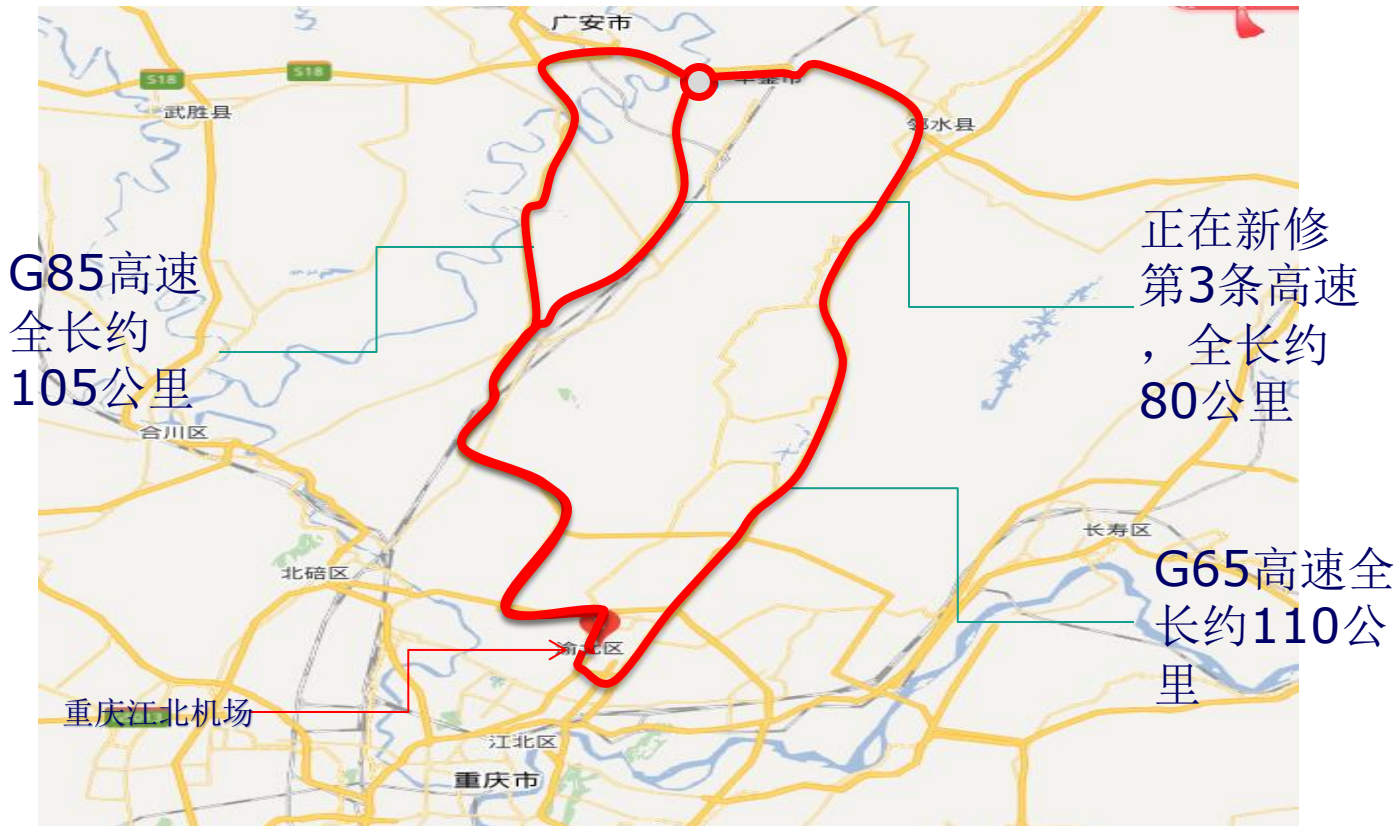 广安市
S18
S18
武胜县
邻水县
G85高速
全长约
105公里
正在新修
第3条高速
，全长约
80公里
合川区
长寿区
北碚区
G65高速全
长约110公
里
渝北区
重庆江北机场
江北区
重庆市